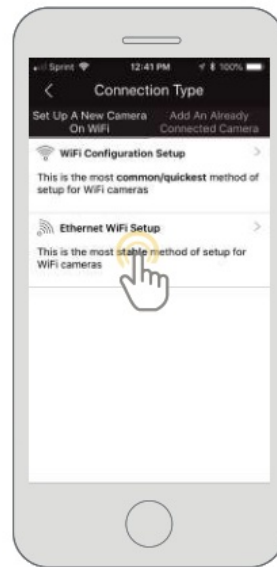 Sprint 12:41 PM 100%
Connection Type
Set Up A New Camera On WiFi
Add An Already Connected Camera
WiFi Configuration Setup
This is the most common/quickest method of
setup for WiFi cameras
Ethernet WiFi Setup
This is the most stable method of setup for
WiFi cameras